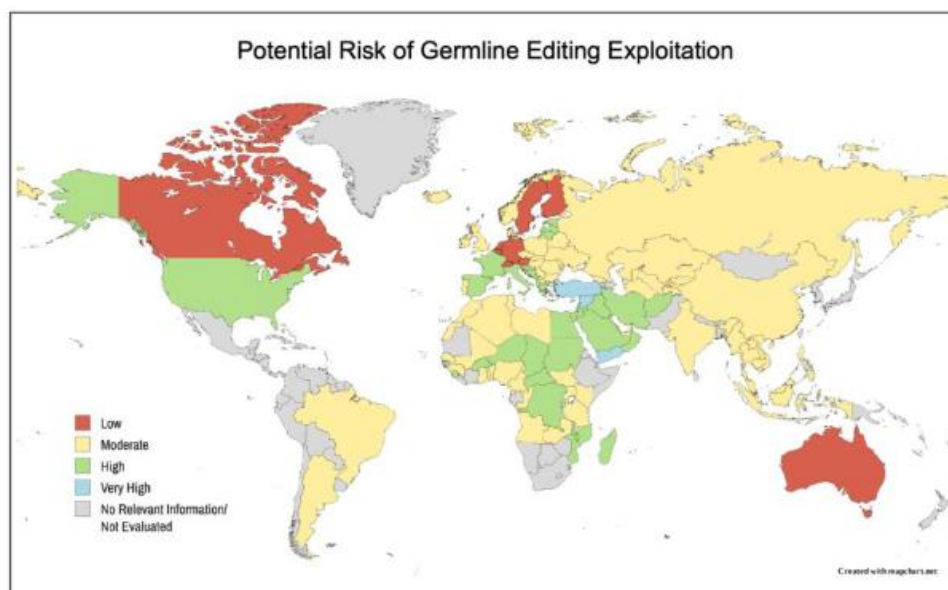 Potential Risk of Germline Editing Exploitation
Low
Moderate
High
Very High
No Relevant Information/
Not Evaluated
Created with mapchart.net